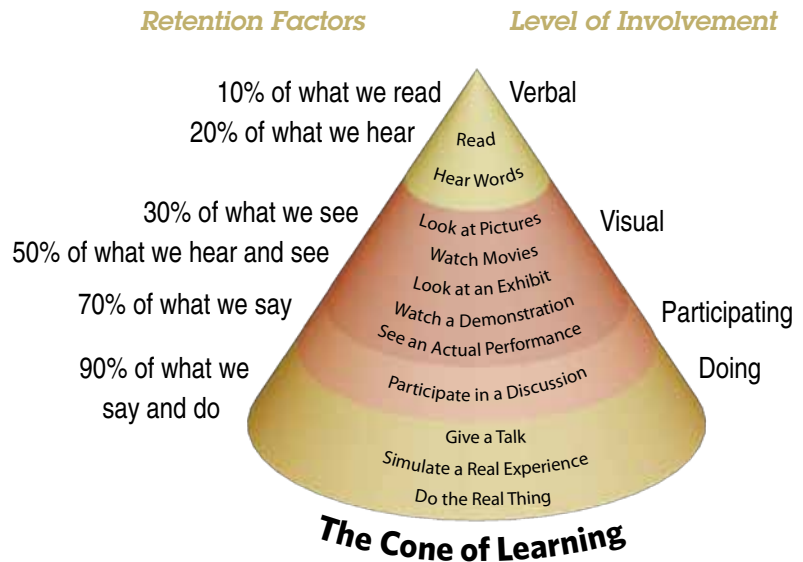 Retention Factors
Level of Involvement
10% of what we read
Verbal
20% of what we hear
Read
Hear Words
30% of what we see
Look at Pictures
Visual
50% of what we hear and see
Watch Movies
Look at an Exhibit
70% of what we say
Watch a Demonstration
Participating
See an Actual Performance
90% of what we
say and do
Doing
Participate in a Discussion
Give a Talk
Simulate a Real Experience
Do the Real Thing
The Cone of Learning